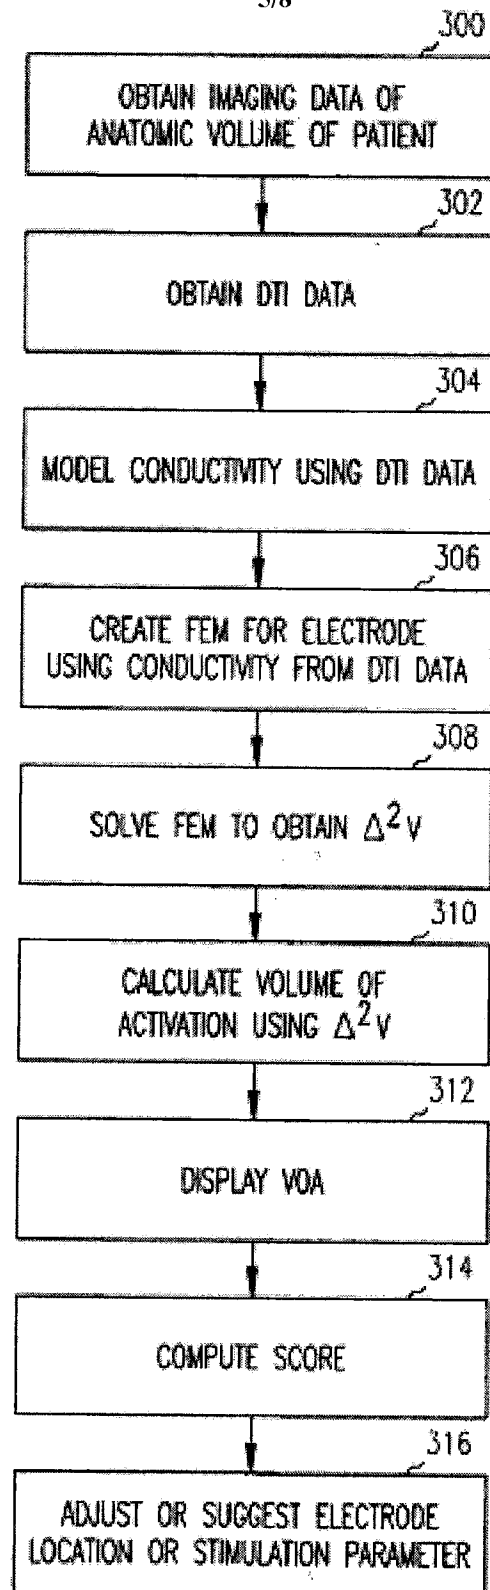 3/8
300
OBTAIN IMAGING DATA OF
ANATOMIC VOLUME OF PATIENT
302
OBTAIN DTI DATA
304
MODEL CONDUCTIVITY USING DTI DATA
306
CREATE FEM FOR ELECTRODE
USING CONDUCTIVITY FROM DTI DATA
308
SOLVE FEM TO OBTAIN Δ²V
310
CALCULATE VOLUME OF
ACTIVATION USING Δ²V
312
DISPLAY VOA
314
COMPUTE SCORE
316
ADJUST OR SUGGEST ELECTRODE
LOCATION OR STIMULATION PARAMETER